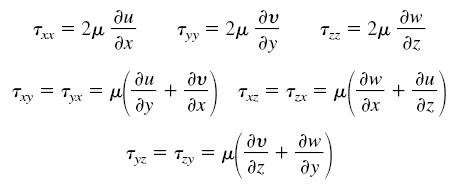 τxx = 2μ ∂u/∂x   τyy = 2μ ∂υ/∂y   τzz = 2μ ∂w/∂z
τxy = τyx = μ(∂u/∂y + ∂υ/∂x)   τxz = τzx = μ(∂w/∂x + ∂u/∂z)
τyz = τzy = μ(∂υ/∂z + ∂w/∂y)